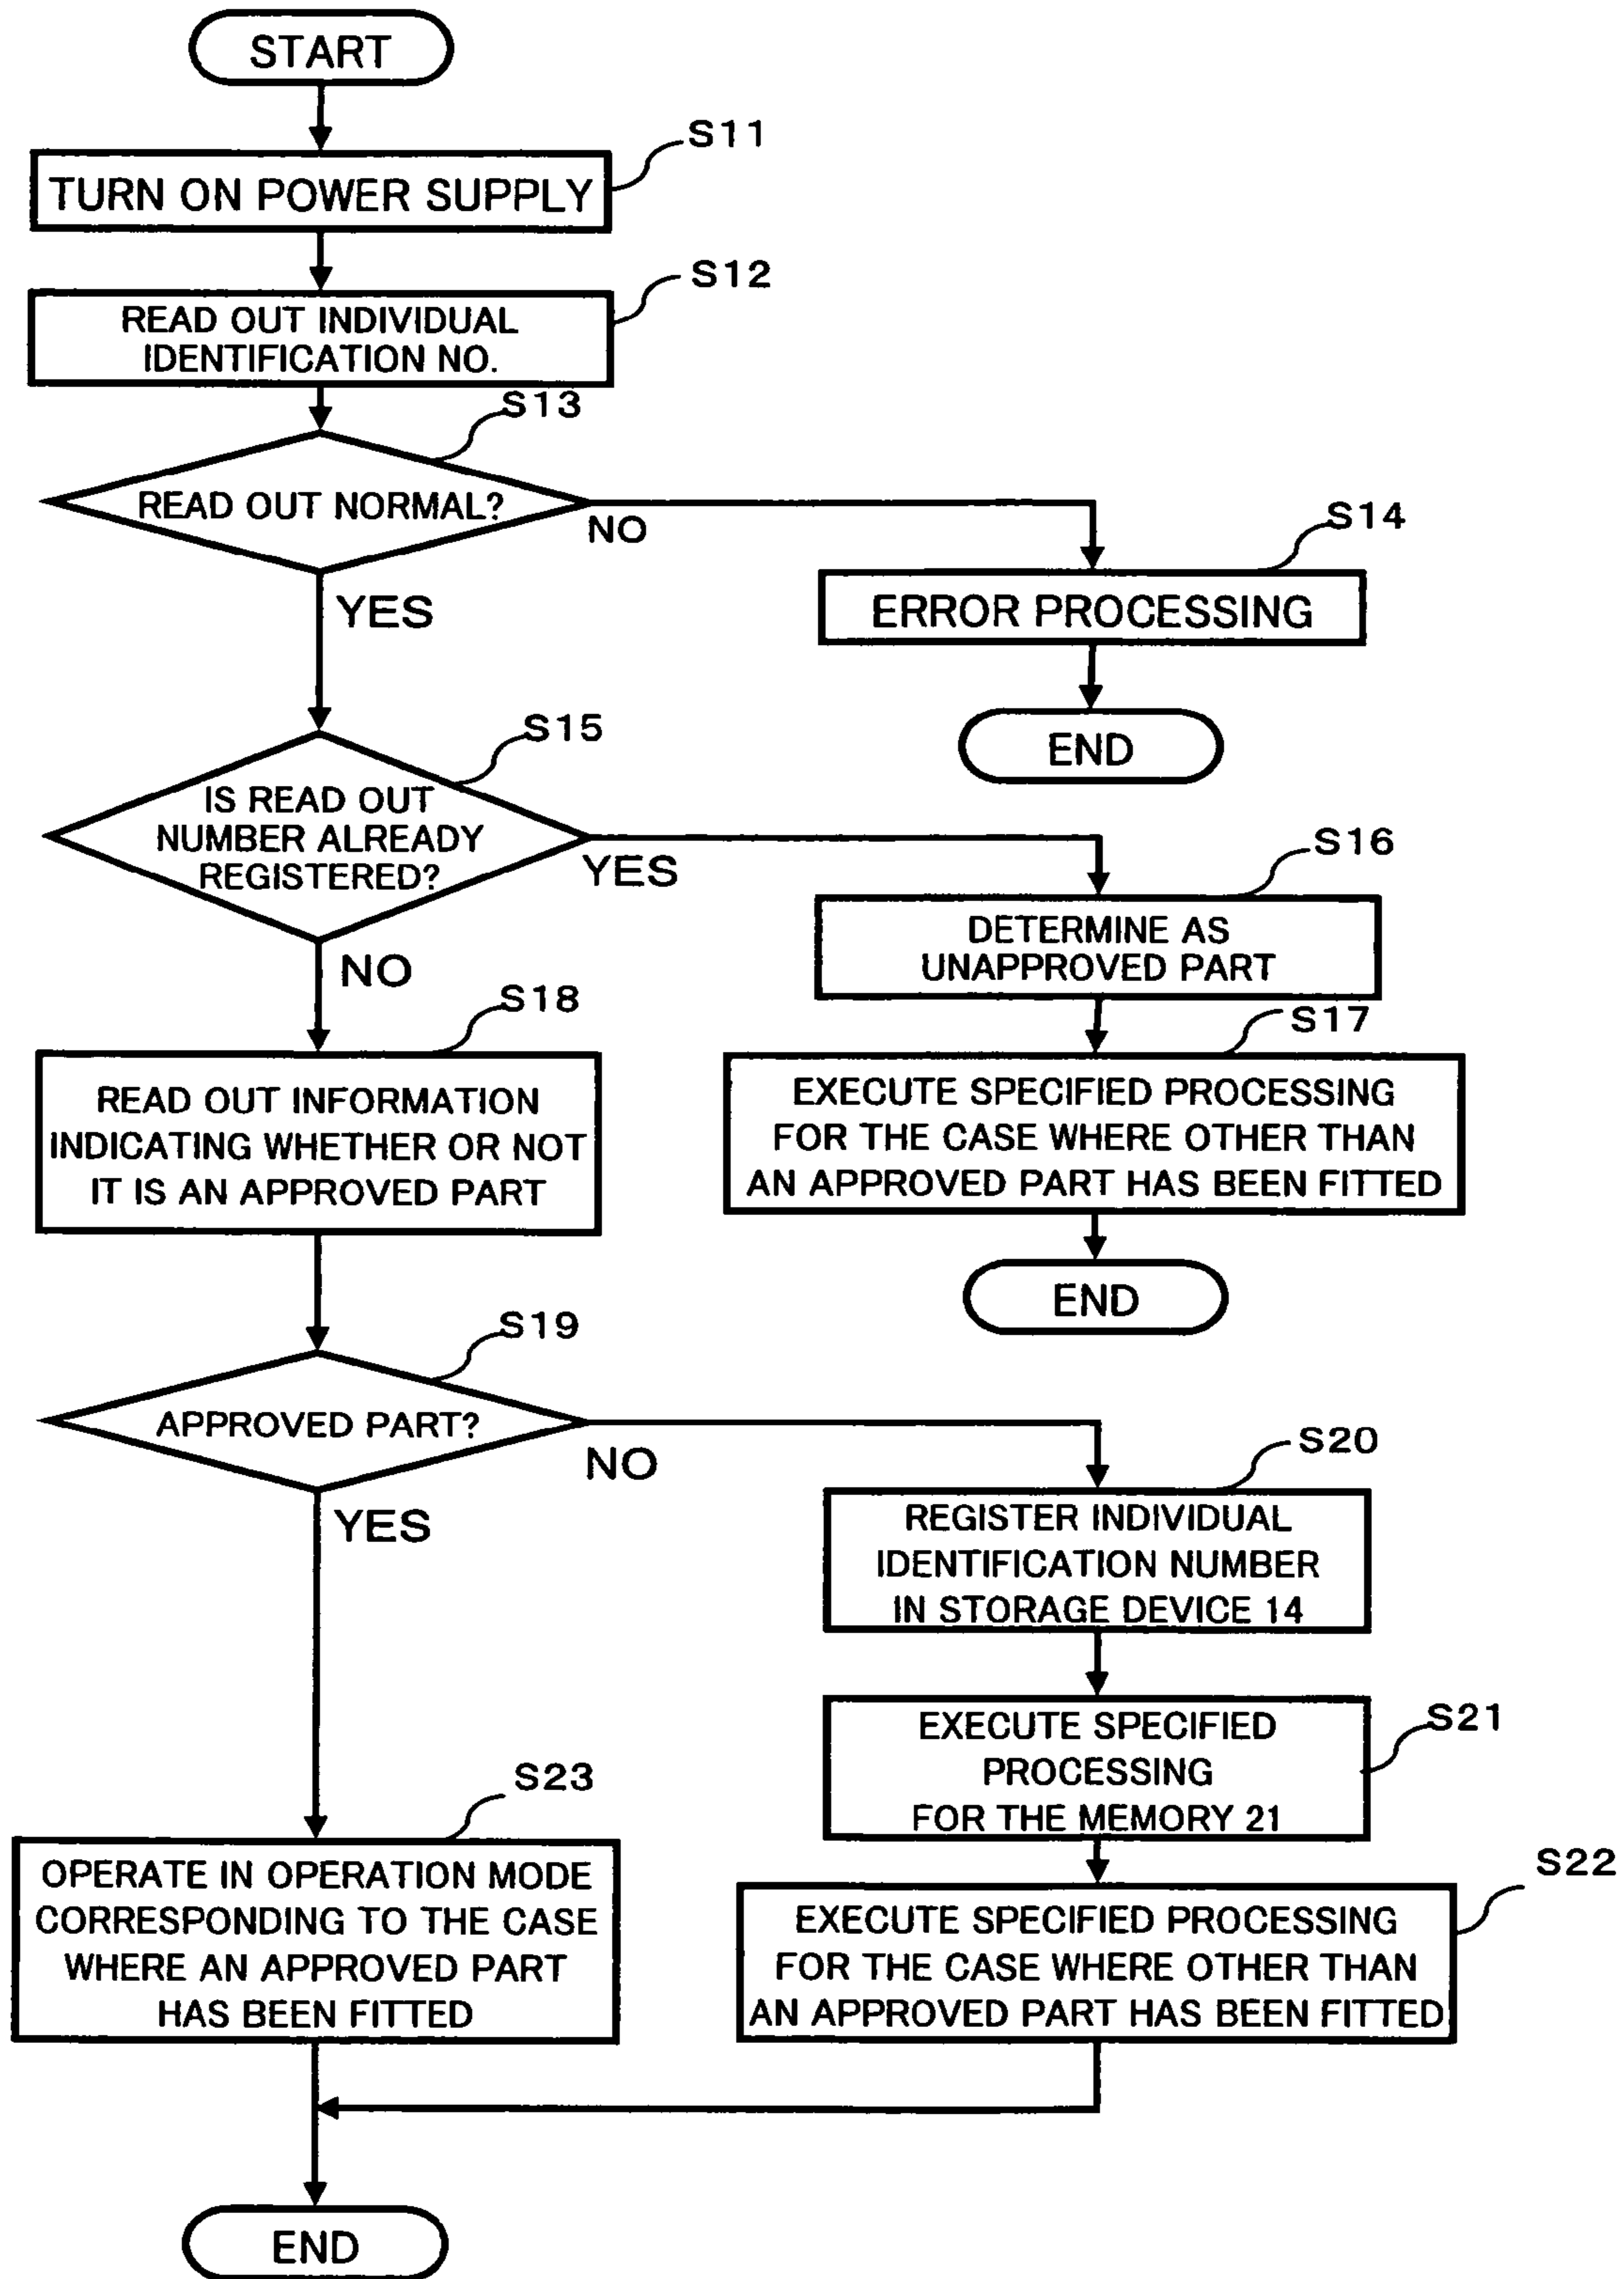 START
S11
TURN ON POWER SUPPLY
S12
READ OUT INDIVIDUAL
IDENTIFICATION NO.
S13
READ OUT NORMAL?
NO
YES
S14
ERROR PROCESSING
END
S15
IS READ OUT
NUMBER ALREADY
REGISTERED?
YES
NO
S16
DETERMINE AS
UNAPPROVED PART
S17
EXECUTE SPECIFIED PROCESSING
FOR THE CASE WHERE OTHER THAN
AN APPROVED PART HAS BEEN FITTED
END
S18
READ OUT INFORMATION
INDICATING WHETHER OR NOT
IT IS AN APPROVED PART
S19
APPROVED PART?
NO
YES
S20
REGISTER INDIVIDUAL
IDENTIFICATION NUMBER
IN STORAGE DEVICE 14
S21
EXECUTE SPECIFIED
PROCESSING
FOR THE MEMORY 21
S22
EXECUTE SPECIFIED PROCESSING
FOR THE CASE WHERE OTHER THAN
AN APPROVED PART HAS BEEN FITTED
S23
OPERATE IN OPERATION MODE
CORRESPONDING TO THE CASE
WHERE AN APPROVED PART
HAS BEEN FITTED
END